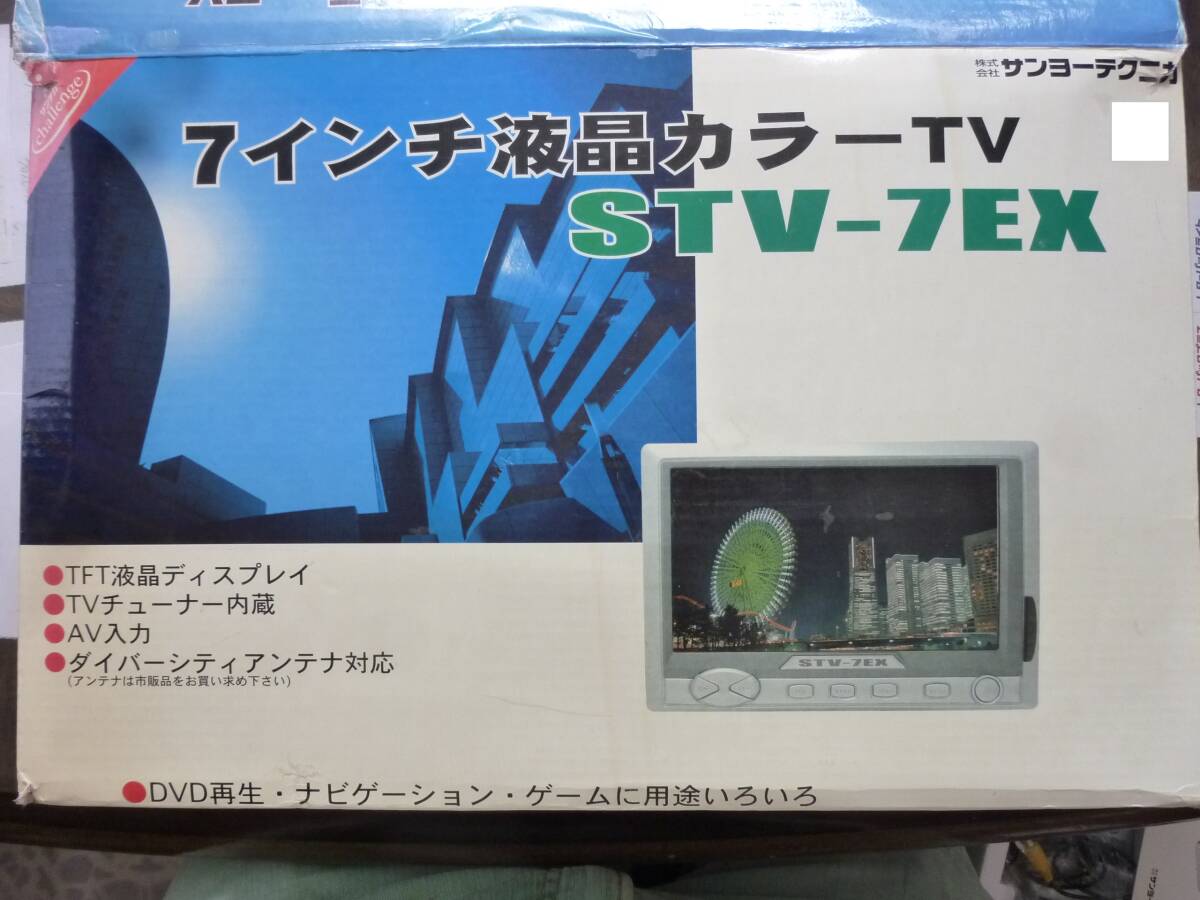 challenge
株式会社 サンヨーテクニカ
7インチ液晶カラーTV
STV-7EX
STV-7EX
●TFT液晶ディスプレイ
●TVチューナー内蔵
●AV入力
●ダイバーシティアンテナ対応
(アンテナは市販品をお買い求め下さい)
●DVD再生・ナビゲーション・ゲームに用途いろいろ